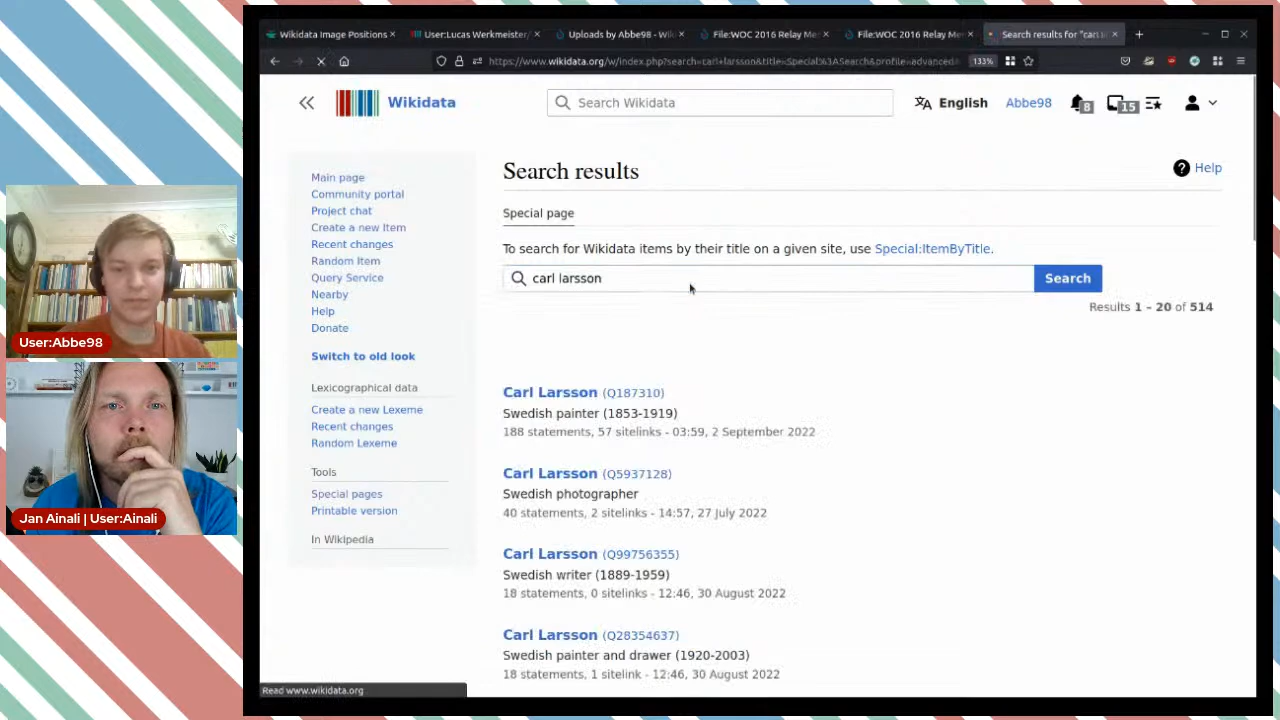 Wikidata Image Positions
User:Lucas Werkmeister/
Uploads by Abbe98 - Wik
File:WOC 2016 Relay Me
File:WOC 2016 Relay Me
Search results for "carl
https://www.wikidata.org/w/index.php?search=carl+larsson&title=Special%3ASearch&profile=advanced
133%
Wikidata
Search Wikidata
English
Abbe98
8
15
Main page
Community portal
Project chat
Create a new Item
Recent changes
Random Item
Query Service
Nearby
Help
Donate
Switch to old look
Lexicographical data
Create a new Lexeme
Recent changes
Random Lexeme
Tools
Special pages
Printable version
In Wikipedia
Search results
Help
Special page
To search for Wikidata items by their title on a given site, use Special:ItemByTitle.
carl larsson
Search
Results 1 – 20 of 514
Carl Larsson (Q187310)
Swedish painter (1853-1919)
188 statements, 57 sitelinks - 03:59, 2 September 2022
Carl Larsson (Q5937128)
Swedish photographer
40 statements, 2 sitelinks - 14:57, 27 July 2022
Carl Larsson (Q99756355)
Swedish writer (1889-1959)
18 statements, 0 sitelinks - 12:46, 30 August 2022
Carl Larsson (Q28354637)
Swedish painter and drawer (1920-2003)
18 statements, 1 sitelink - 12:46, 30 August 2022
Read www.wikidata.org
User:Abbe98
Jan Ainali | User:Ainali